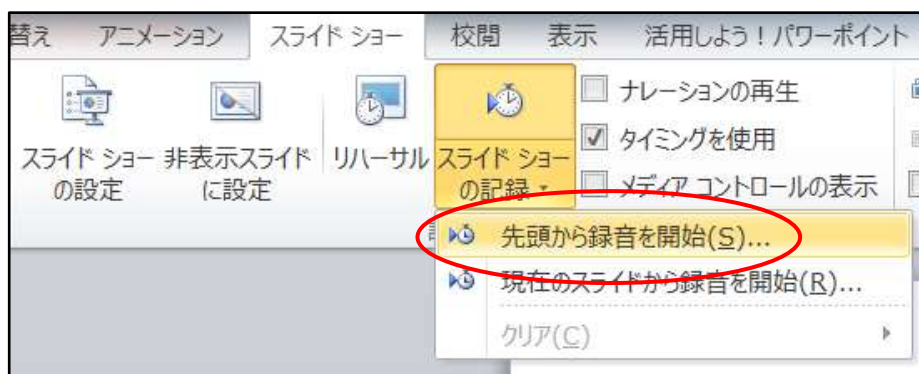 替え アニメーション スライド ショー 校閲 表示 活用しよう！パワーポイント
スライド ショー
の設定
非表示スライド
に設定
リハーサル
スライド ショー
の記録
ナレーションの再生
タイミングを使用
メディア コントロールの表示
先頭から録音を開始(S)...
現在のスライドから録音を開始(R)...
クリア(C)